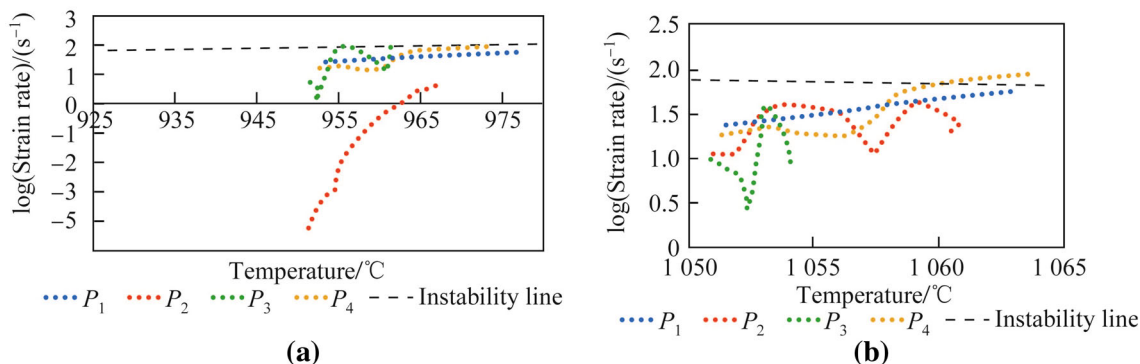 log(Strain rate)/(s⁻¹)
3
2
1
0
−1
−2
−3
−5
925 935 945 955 965 975
Temperature/℃
P₁ P₂ P₃ P₄ Instability line
(a)
log(Strain rate)/(s⁻¹)
2.5
2.0
1.5
1.0
0.5
0
1 050 1 055 1 060 1 065
Temperature/℃
P₁ P₂ P₃ P₄ Instability line
(b)